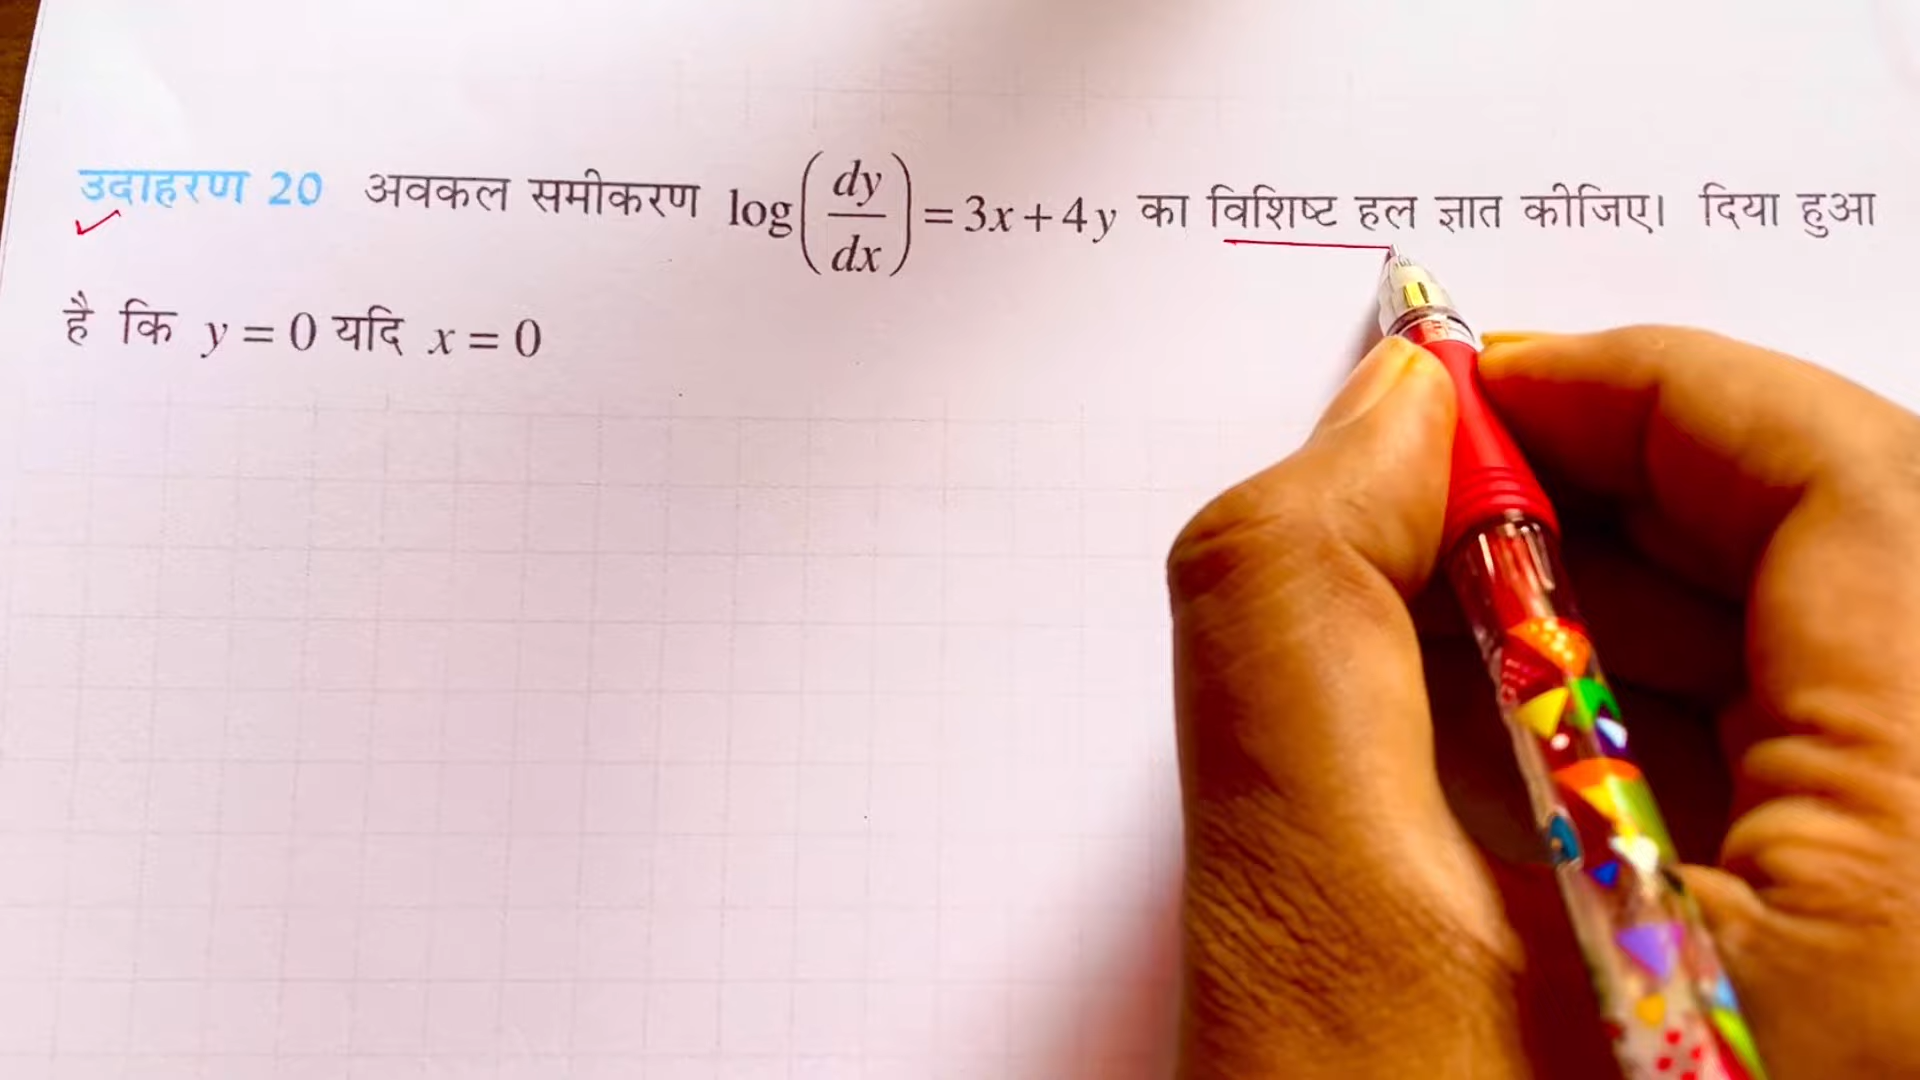 उदाहरण 20 अवकल समीकरण log(dy/dx) = 3x + 4y का विशिष्ट हल ज्ञात कीजिए। दिया हुआ
है कि y = 0 यदि x = 0